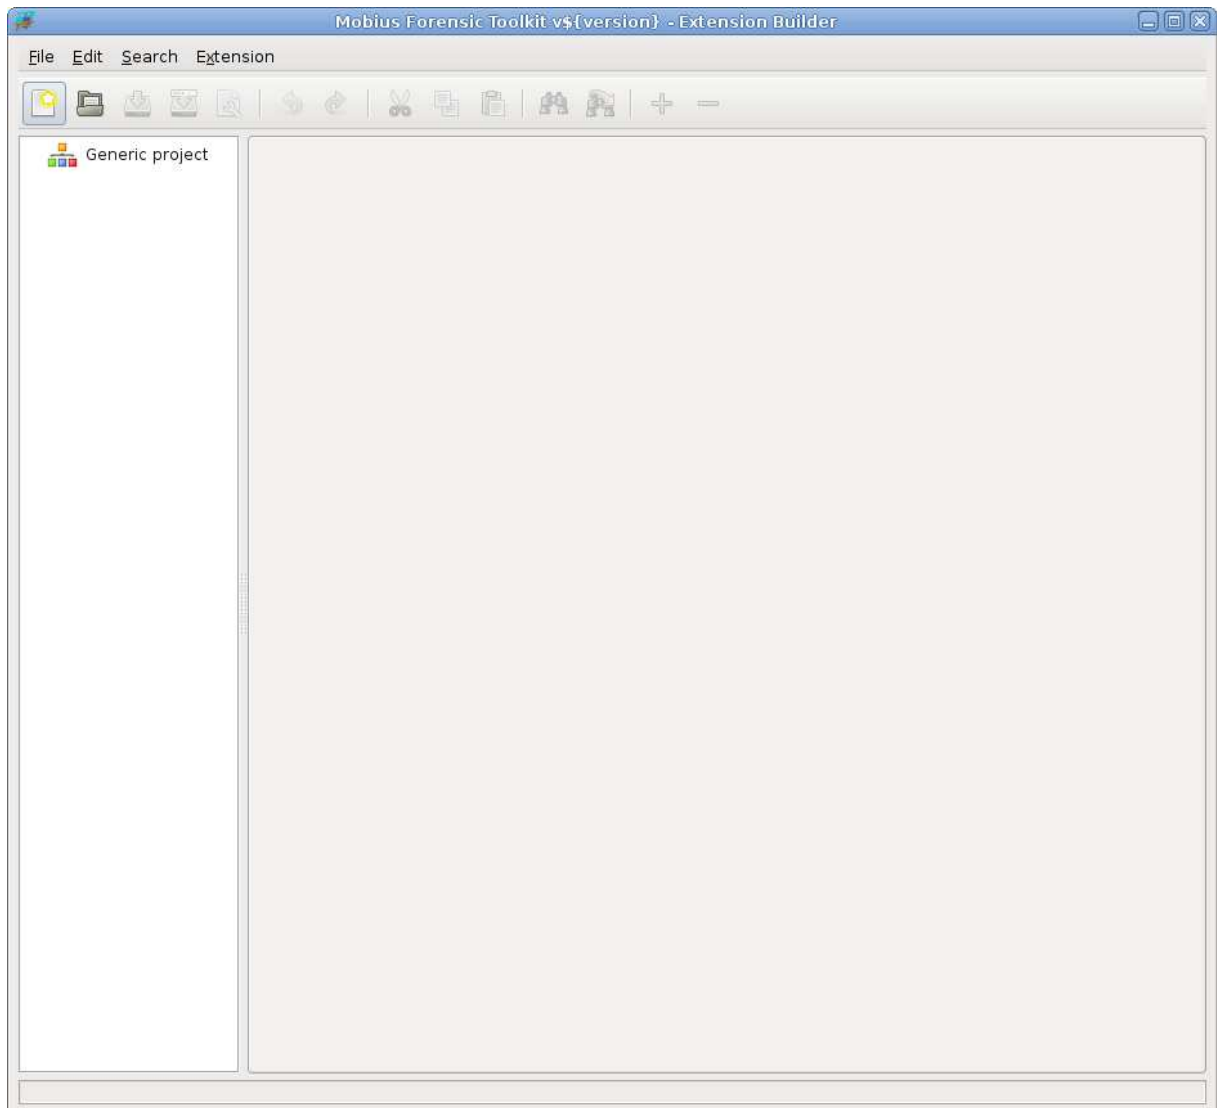 Mobius Forensic Toolkit v${version} - Extension Builder
File Edit Search Extension
Generic project